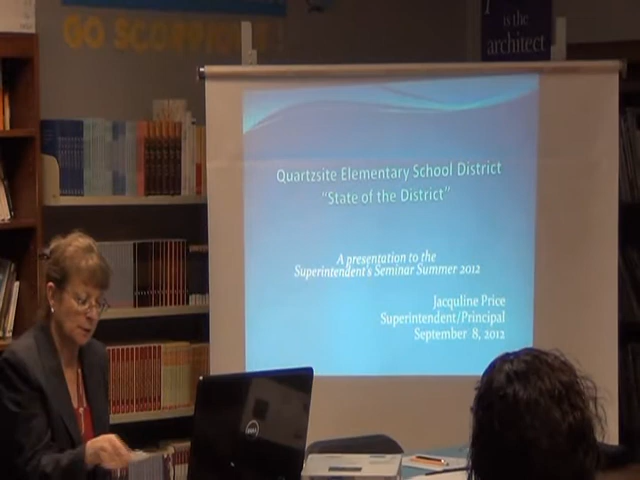 GO SCORPIONS!
is the
architect
Quartzsite Elementary School District
"State of the District"
A presentation to the
Superintendent's Seminar Summer 2012
Jacquline Price
Superintendent/Principal
September 8, 2012
DELL